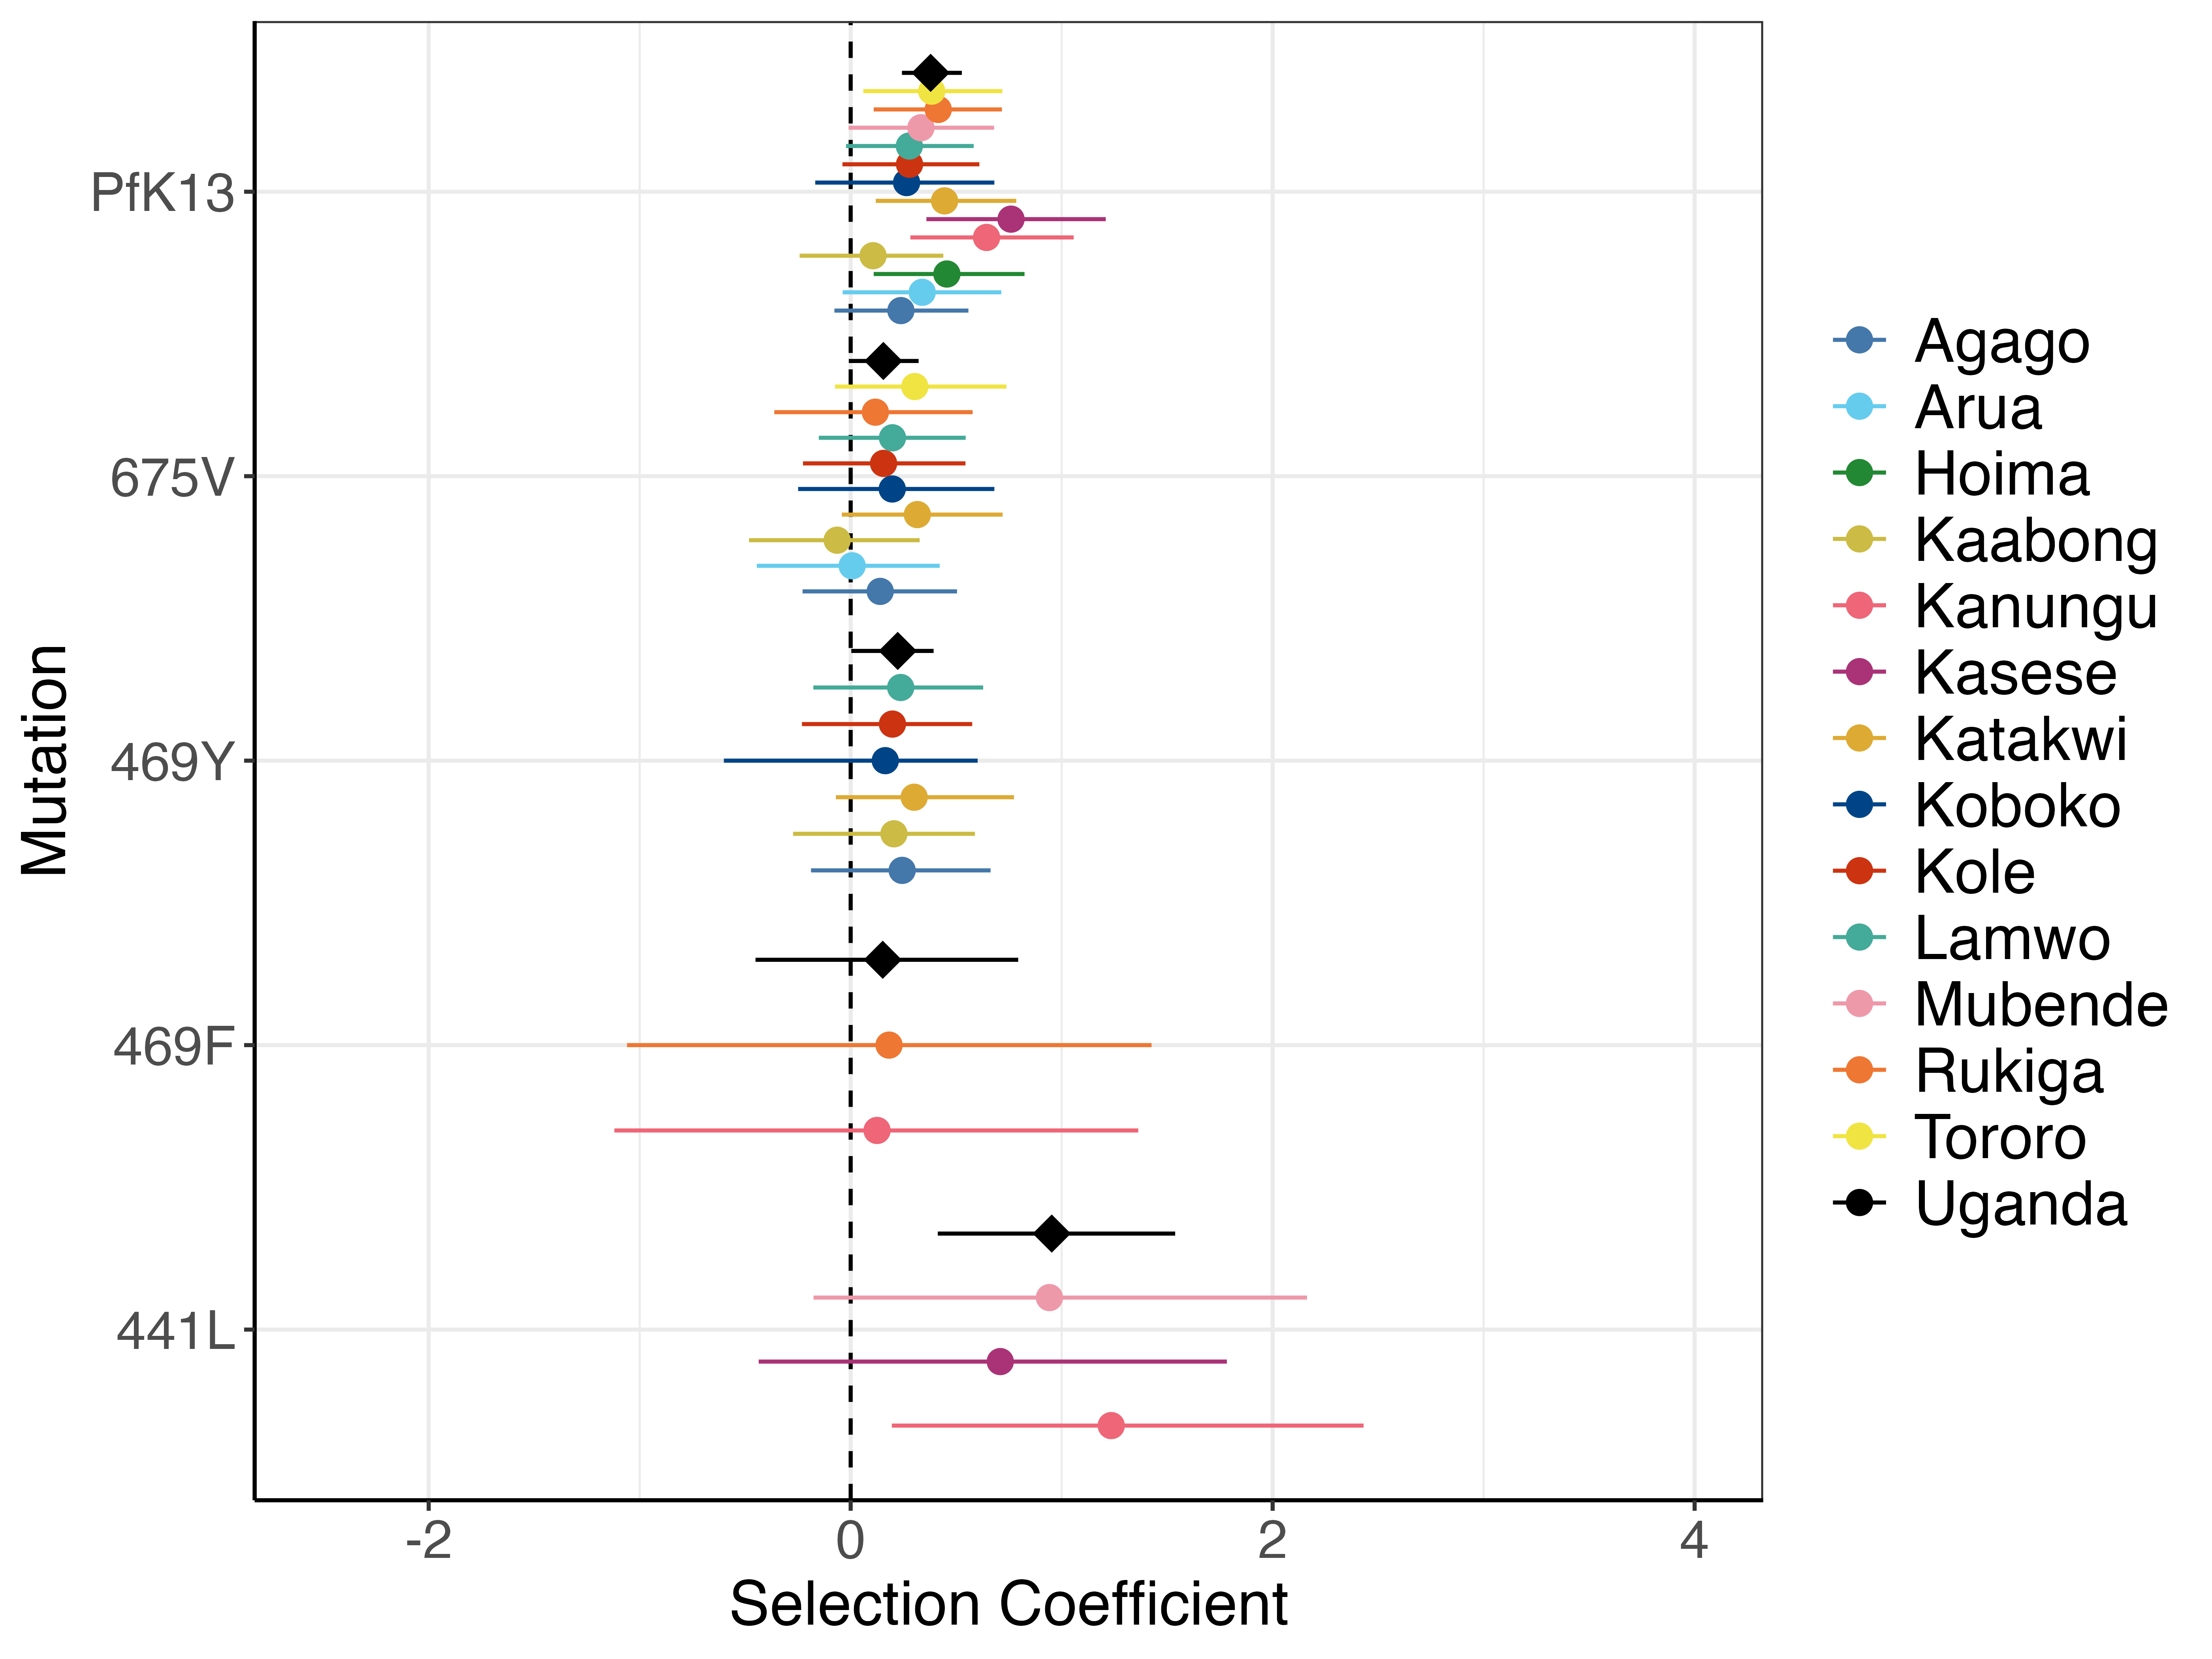 Mutation
PfK13
675V
469Y
469F
441L
-2
0
2
4
Selection Coefficient
Agago
Arua
Hoima
Kaabong
Kanungu
Kasese
Katakwi
Koboko
Kole
Lamwo
Mubende
Rukiga
Tororo
Uganda